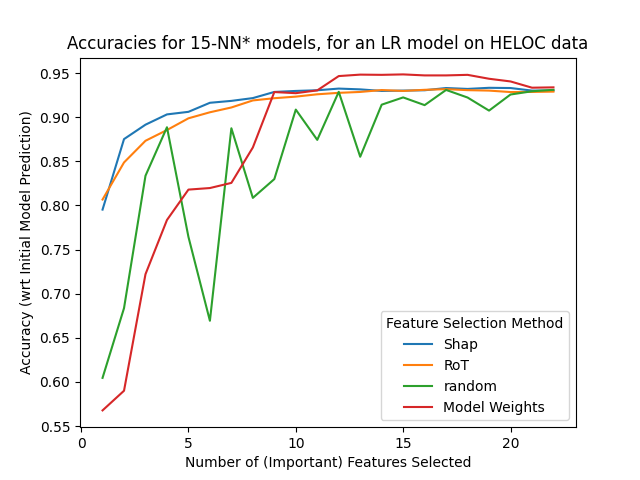 Accuracies for 15-NN* models, for an LR model on HELOC data
Accuracy (wrt Initial Model Prediction)
0.95
0.90
0.85
0.80
0.75
0.70
0.65
0.60
0.55
Feature Selection Method
Shap
RoT
random
Model Weights
0 5 10 15 20
Number of (Important) Features Selected